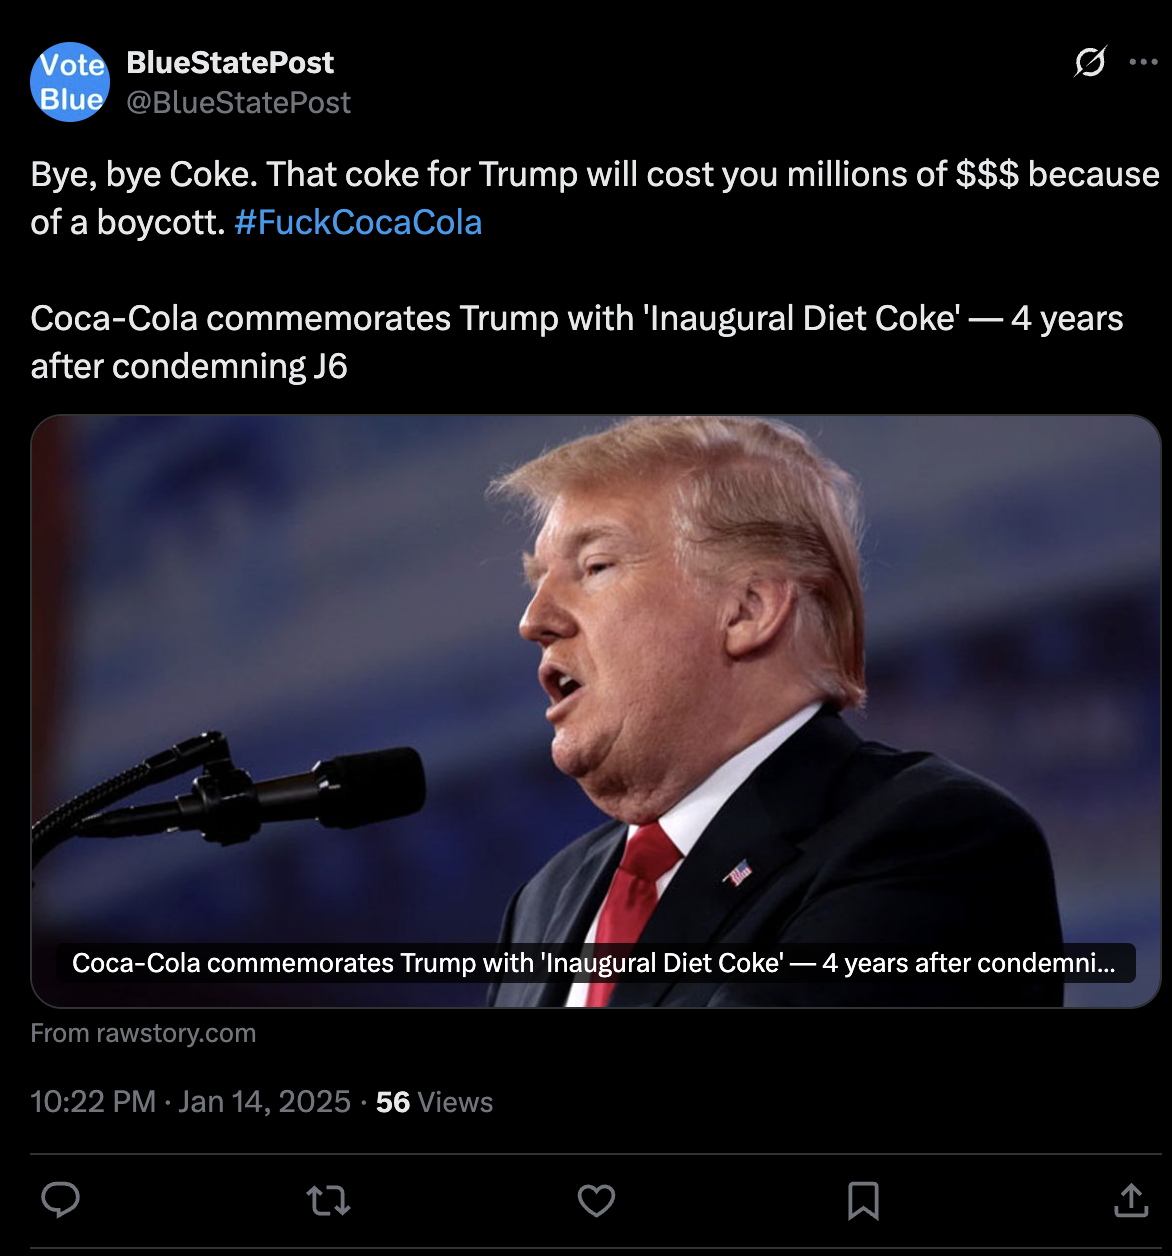 Vote
Blue
BlueStatePost
@BlueStatePost
Bye, bye Coke. That coke for Trump will cost you millions of $$$ because
of a boycott. #FuckCocaCola
Coca-Cola commemorates Trump with 'Inaugural Diet Coke' — 4 years
after condemning J6
Coca-Cola commemorates Trump with 'Inaugural Diet Coke' — 4 years after condemni...
From rawstory.com
10:22 PM · Jan 14, 2025 · 56 Views